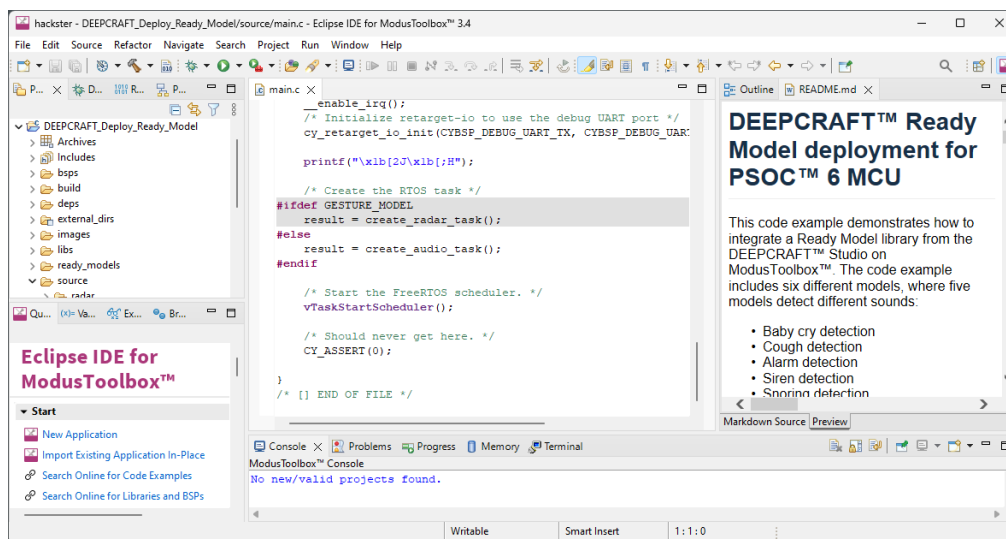 hackster - DEEPCRAFT_Deploy_Ready_Model/source/main.c - Eclipse IDE for ModusToolbox™ 3.4
File Edit Source Refactor Navigate Search Project Run Window Help
P... D... R... P...
DEEPCRAFT_Deploy_Ready_Model
Archives
Includes
bsps
build
deps
external_dirs
images
libs
ready_models
source
radar
Qu... (x)= Va... Ex... Br...
Eclipse IDE for
ModusToolbox™
Start
New Application
Import Existing Application In-Place
Search Online for Code Examples
Search Online for Libraries and BSPs
main.c
__enable_irq();
/* Initialize retarget-io to use the debug UART port */
cy_retarget_io_init(CYBSP_DEBUG_UART_TX, CYBSP_DEBUG_UAR
printf("\x1b[2J\x1b[;H");
/* Create the RTOS task */
#ifdef GESTURE_MODEL
result = create_radar_task();
#else
result = create_audio_task();
#endif
/* Start the FreeRTOS scheduler. */
vTaskStartScheduler();
/* Should never get here. */
CY_ASSERT(0);
}
/* [] END OF FILE */
Outline README.md
DEEPCRAFT™ Ready
Model deployment for
PSOC™ 6 MCU
This code example demonstrates how to
integrate a Ready Model library from the
DEEPCRAFT™ Studio on
ModusToolbox™. The code example
includes six different models, where five
models detect different sounds:
• Baby cry detection
• Cough detection
• Alarm detection
• Siren detection
• Snoring detection
Markdown Source Preview
Console Problems Progress Memory Terminal
ModusToolbox™ Console
No new/valid projects found.
Writable Smart Insert 1:1:0